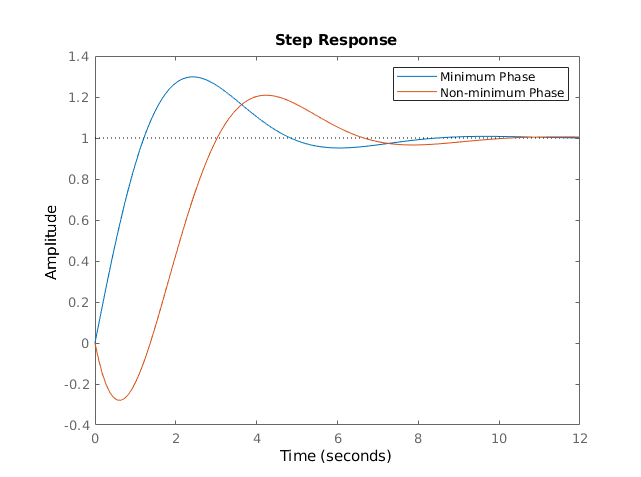 Step Response
Minimum Phase
Non-minimum Phase
Amplitude
1.4
1.2
1
0.8
0.6
0.4
0.2
0
-0.2
-0.4
0 2 4 6 8 10 12
Time (seconds)